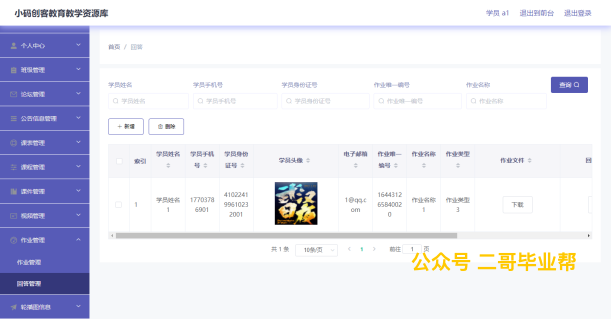 小码创客教育教学资源库
学员 a1 退出到前台 退出登录
个人中心
班级管理
论坛管理
公告信息管理
课表管理
课程管理
课件管理
视频管理
作业管理
作业管理
回答管理
轮播图信息
首页 / 回答
学员姓名 学员手机号 学员身份证号 作业唯一编号 作业名称
学员姓名 学员手机号 学员身份证号 作业唯一编号 作业名称 查询
+ 新增 删除
索引 学员姓名 学员手机号 学员身份证号 学员头像 电子邮箱 作业唯一编号 作业名称 作业类型 作业文件 回
1 学员姓名1 17703786901 410224199610232001 1@qq.com 164431265840020 作业名称1 作业类型3 下载
共 1 条 10条/页 1 前往 1 页
公众号 二哥毕业帮